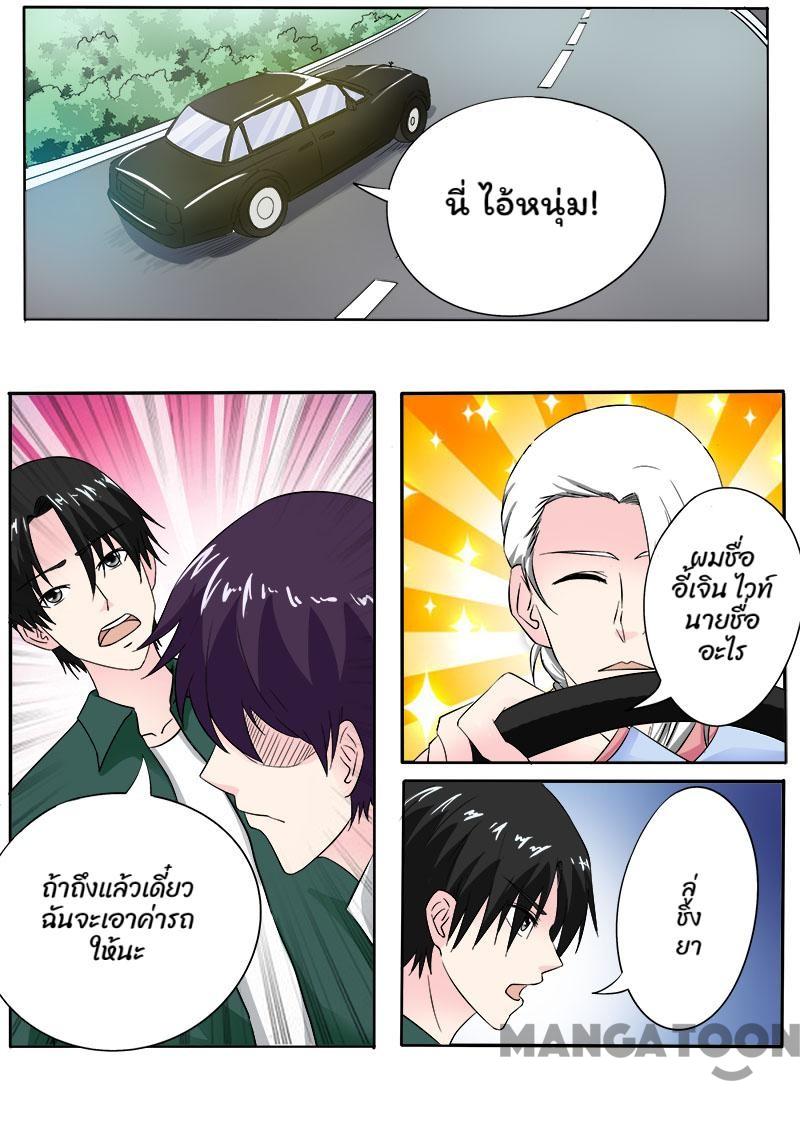 นี่ ไอ้หนุ่ม!
ถ้าถึงแล้วเดี๋ยว
ฉันจะเอาค่ารถ
ให้นะ
ผมชื่อ
อี้เจิน ไวท์
นายชื่อ
อะไร
ลู่
ชิง
ยา
MANGATOON